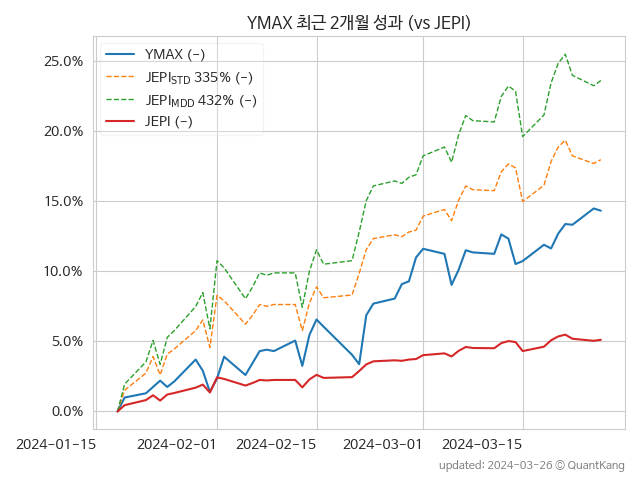 YMAX 최근 2개월 성과 (vs JEPI)
YMAX (-)
JEPI_STD 335% (-)
JEPI_MDD 432% (-)
JEPI (-)
25.0%
20.0%
15.0%
10.0%
5.0%
0.0%
2024-01-15
2024-02-01
2024-02-15
2024-03-01
2024-03-15
updated: 2024-03-26 © QuantKang